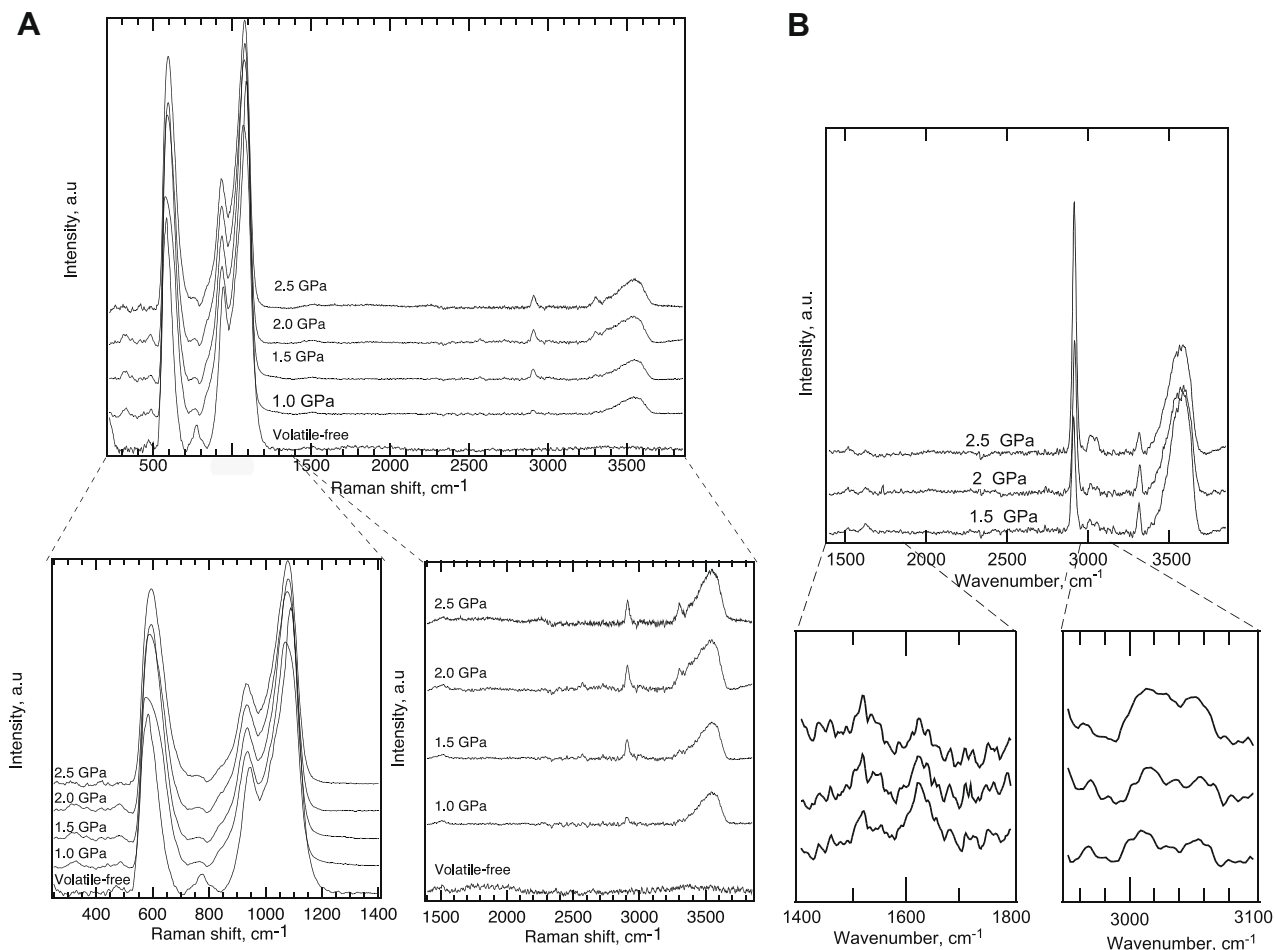 A
B
Intensity, a.u
2.5 GPa
2.0 GPa
1.5 GPa
1.0 GPa
Volatile-free
500 1500 2000 2500 3000 3500
Raman shift, cm-1
Intensity, a.u.
2.5 GPa
2 GPa
1.5 GPa
1400 2000 2500 3000 3500
Wavenumber, cm-1
Intensity, a.u
2.5 GPa
2.0 GPa
1.5 GPa
1.0 GPa
Volatile-free
400 600 800 1000 1200 1400
Raman shift, cm-1
Intensity, a.u
2.5 GPa
2.0 GPa
1.5 GPa
1.0 GPa
Volatile-free
1500 2000 2500 3000 3500
Raman shift, cm-1
1400 1600 1800
Wavenumber, cm-1
3000 3100
Wavenumber, cm-1